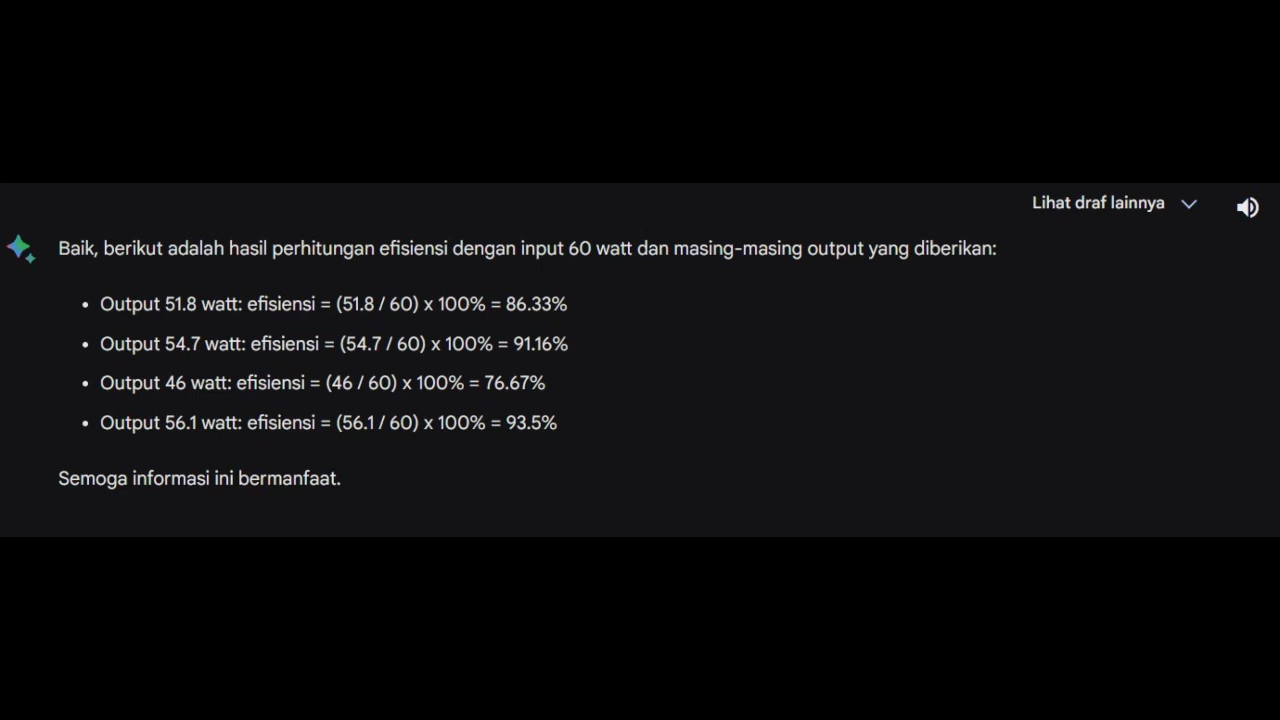 Lihat draf lainnya
Baik, berikut adalah hasil perhitungan efisiensi dengan input 60 watt dan masing-masing output yang diberikan:
• Output 51.8 watt: efisiensi = (51.8 / 60) x 100% = 86.33%
• Output 54.7 watt: efisiensi = (54.7 / 60) x 100% = 91.16%
• Output 46 watt: efisiensi = (46 / 60) x 100% = 76.67%
• Output 56.1 watt: efisiensi = (56.1 / 60) x 100% = 93.5%
Semoga informasi ini bermanfaat.